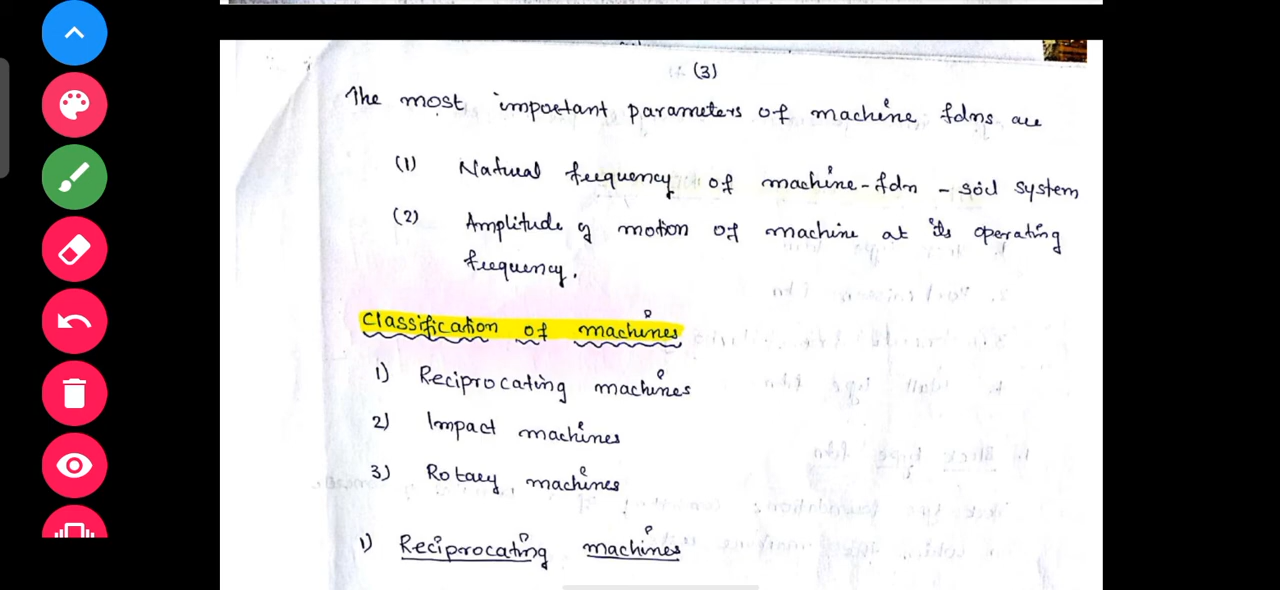 (3)
The most important parameters of machine fdns are
(1) Natural frequency of machine-fdn - soil system
(2) Amplitude of motion of machine at its operating
frequency.
Classification of machines
1) Reciprocating machines
2) Impact machines
3) Rotary machines
1) Reciprocating machines